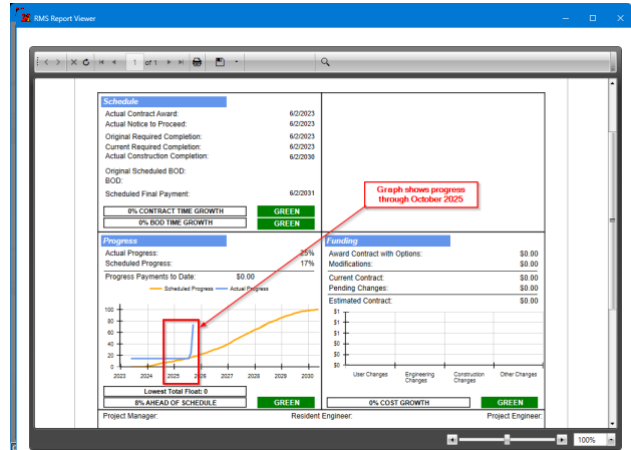 RMS Report Viewer
1 of 1
Schedule
Actual Contract Award: 6/2/2023
Actual Notice to Proceed: 6/2/2023
Original Required Completion: 6/2/2023
Current Required Completion: 6/2/2023
Actual Construction Completion: 6/2/2030
Original Scheduled BOD:
BOD:
Scheduled Final Payment: 6/2/2031
0% CONTRACT TIME GROWTH GREEN
0% BOD TIME GROWTH GREEN
Graph shows progress
through October 2025
Progress
Actual Progress: 25%
Scheduled Progress: 17%
Progress Payments to Date: $0.00
Scheduled Progress Actual Progress
100
80
60
40
20
0
2023 2024 2025 2026 2027 2028 2029 2030
Lowest Total Float: 0
8% AHEAD OF SCHEDULE GREEN
Funding
Award Contract with Options: $0.00
Modifications: $0.00
Current Contract: $0.00
Pending Changes: $0.00
Estimated Contract: $0.00
$1
$1
$1
$0
$0
$0
User Changes Engineering Changes Construction Changes Other Changes
0% COST GROWTH GREEN
Project Manager: Resident Engineer: Project Engineer:
100%